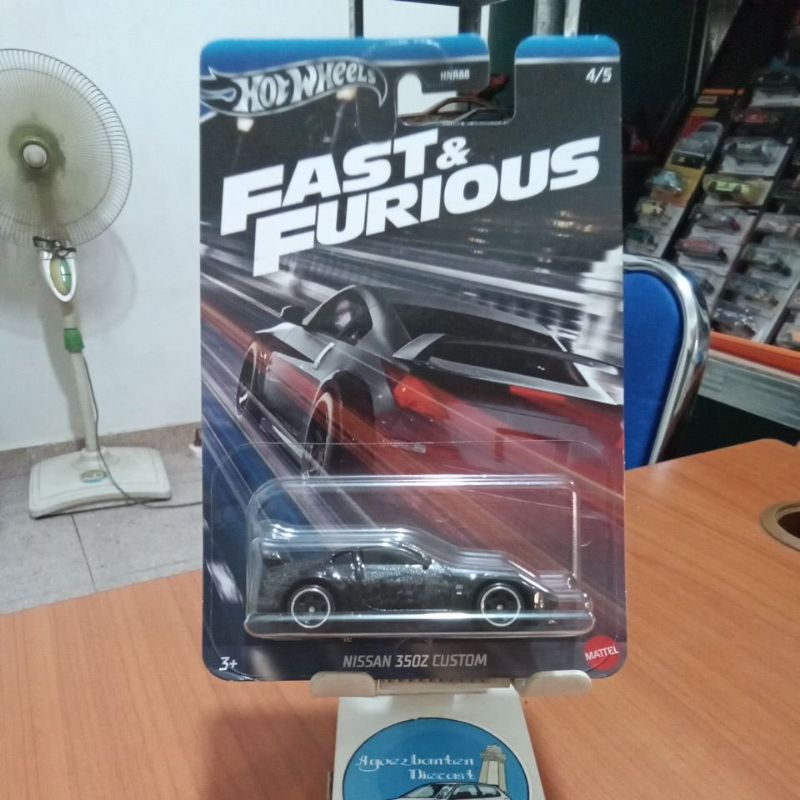 HOT WHEELS
HNR88
4/5
FAST &
FURIOUS
3+
NISSAN 350Z CUSTOM
MATTEL
Agoezbanten
Diecast